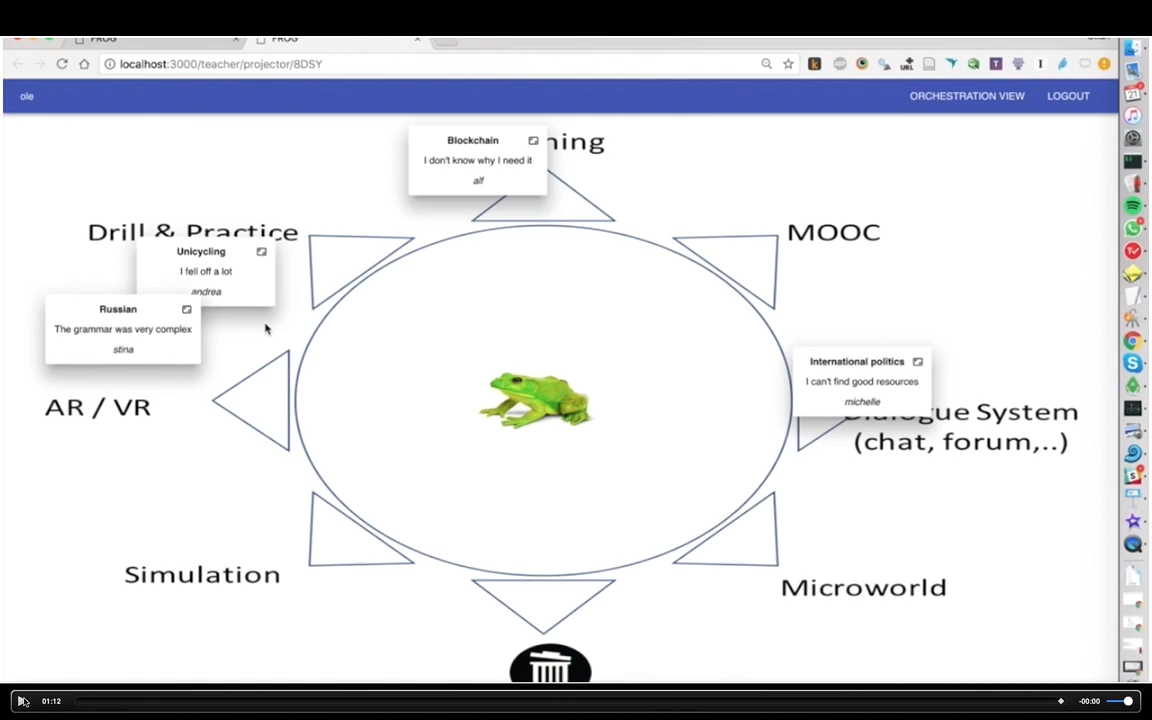 localhost:3000/teacher/projector/8DSY
ole
ORCHESTRATION VIEW
LOGOUT
Blockchain
I don't know why I need it
alf
ning
Drill & Practice
MOOC
Unicycling
I fell off a lot
andrea
Russian
The grammar was very complex
stina
International politics
I can't find good resources
michelle
AR / VR
Dialogue System
(chat, forum,..)
Simulation
Microworld
01:12
-00:00